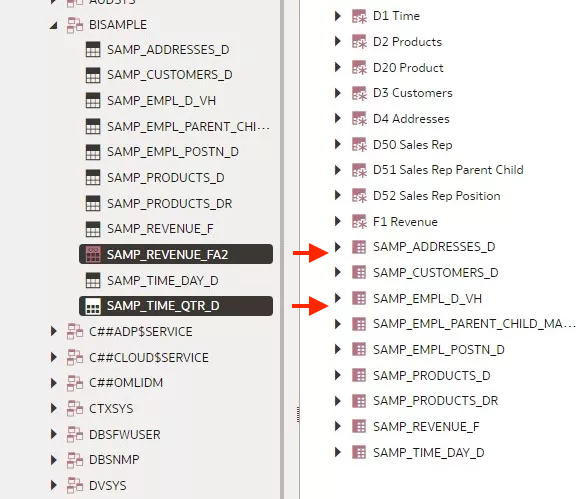 AUDSYS
BISAMPLE
SAMP_ADDRESSES_D
SAMP_CUSTOMERS_D
SAMP_EMPL_D_VH
SAMP_EMPL_PARENT_CHI...
SAMP_EMPL_POSTN_D
SAMP_PRODUCTS_D
SAMP_PRODUCTS_DR
SAMP_REVENUE_F
SAMP_REVENUE_FA2
SAMP_TIME_DAY_D
SAMP_TIME_QTR_D
C##ADP$SERVICE
C##CLOUD$SERVICE
C##OMLIDM
CTXSYS
DBSFWUSER
DBSNMP
DVSYS
D1 Time
D2 Products
D20 Product
D3 Customers
D4 Addresses
D50 Sales Rep
D51 Sales Rep Parent Child
D52 Sales Rep Position
F1 Revenue
SAMP_ADDRESSES_D
SAMP_CUSTOMERS_D
SAMP_EMPL_D_VH
SAMP_EMPL_PARENT_CHILD_MA...
SAMP_EMPL_POSTN_D
SAMP_PRODUCTS_D
SAMP_PRODUCTS_DR
SAMP_REVENUE_F
SAMP_TIME_DAY_D